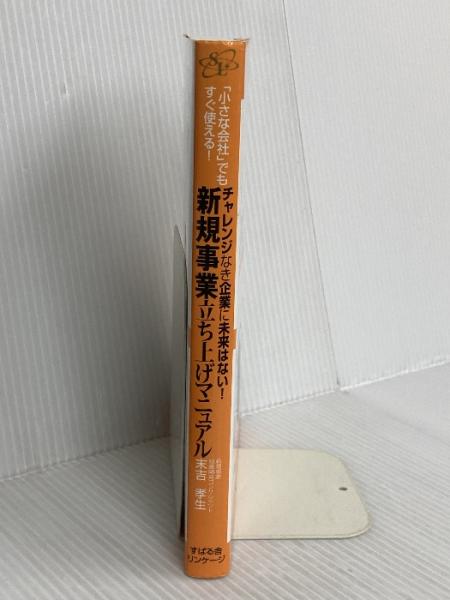 SL
「小さな会社」でも
すぐ使える!
チャレンジなき企業に未来はない!
新規事業立ち上げマニュアル
末吉 孝生
すばる舎
リンケージ